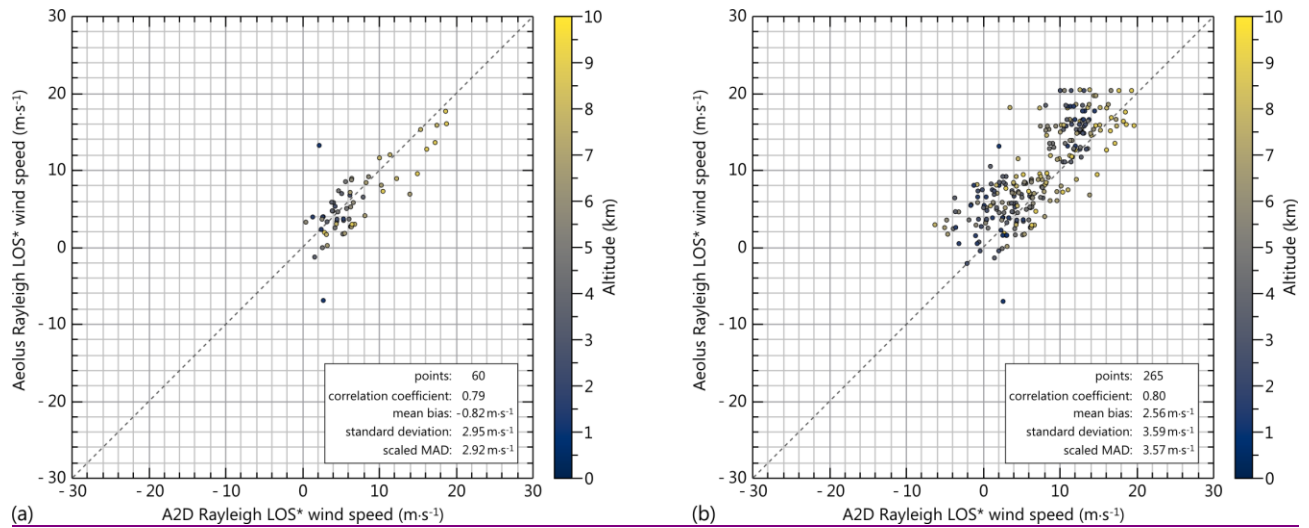 30
20
10
0
- 10
- 20
- 30
Aeolus Rayleigh LOS* wind speed (m·s⁻¹)
- 30
- 20
- 10
0
10
20
30
A2D Rayleigh LOS* wind speed (m·s⁻¹)
points: 60
correlation coefficient: 0.79
mean bias: -0.82 m·s⁻¹
standard deviation: 2.95 m·s⁻¹
scaled MAD: 2.92 m·s⁻¹
10
9
8
7
6
5
4
3
2
1
0
Altitude (km)
(a)
30
20
10
0
- 10
- 20
- 30
Aeolus Rayleigh LOS* wind speed (m·s⁻¹)
- 30
- 20
- 10
0
10
20
30
A2D Rayleigh LOS* wind speed (m·s⁻¹)
points: 265
correlation coefficient: 0.80
mean bias: 2.56 m·s⁻¹
standard deviation: 3.59 m·s⁻¹
scaled MAD: 3.57 m·s⁻¹
10
9
8
7
6
5
4
3
2
1
0
Altitude (km)
(b)